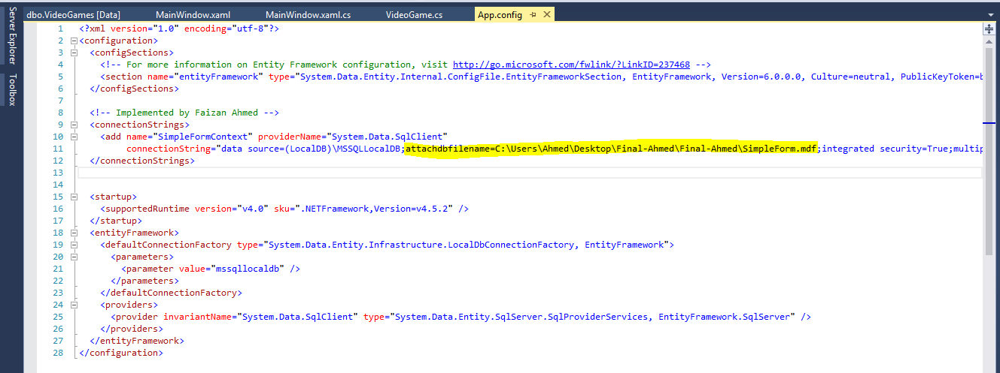 Server Explorer
Toolbox
dbo.VideoGames [Data] MainWindow.xaml MainWindow.xaml.cs VideoGame.cs App.config
1 <?xml version="1.0" encoding="utf-8"?>
2 <configuration>
3 <configSections>
4 <!-- For more information on Entity Framework configuration, visit http://go.microsoft.com/fwlink/?LinkID=237468 -->
5 <section name="entityFramework" type="System.Data.Entity.Internal.ConfigFile.EntityFrameworkSection, EntityFramework, Version=6.0.0.0, Culture=neutral, PublicKeyToken=b
6 </configSections>
7
8 <!-- Implemented by Faizan Ahmed -->
9 <connectionStrings>
10 <add name="SimpleFormContext" providerName="System.Data.SqlClient"
11 connectionString="data source=(LocalDB)\MSSQLLocalDB;attachdbfilename=C:\Users\Ahmed\Desktop\Final-Ahmed\Final-Ahmed\SimpleForm.mdf;integrated security=True;multip
12 </connectionStrings>
13
14
15 <startup>
16 <supportedRuntime version="v4.0" sku=".NETFramework,Version=v4.5.2" />
17 </startup>
18 <entityFramework>
19 <defaultConnectionFactory type="System.Data.Entity.Infrastructure.LocalDbConnectionFactory, EntityFramework">
20 <parameters>
21 <parameter value="mssqllocaldb" />
22 </parameters>
23 </defaultConnectionFactory>
24 <providers>
25 <provider invariantName="System.Data.SqlClient" type="System.Data.Entity.SqlServer.SqlProviderServices, EntityFramework.SqlServer" />
26 </providers>
27 </entityFramework>
28 </configuration>